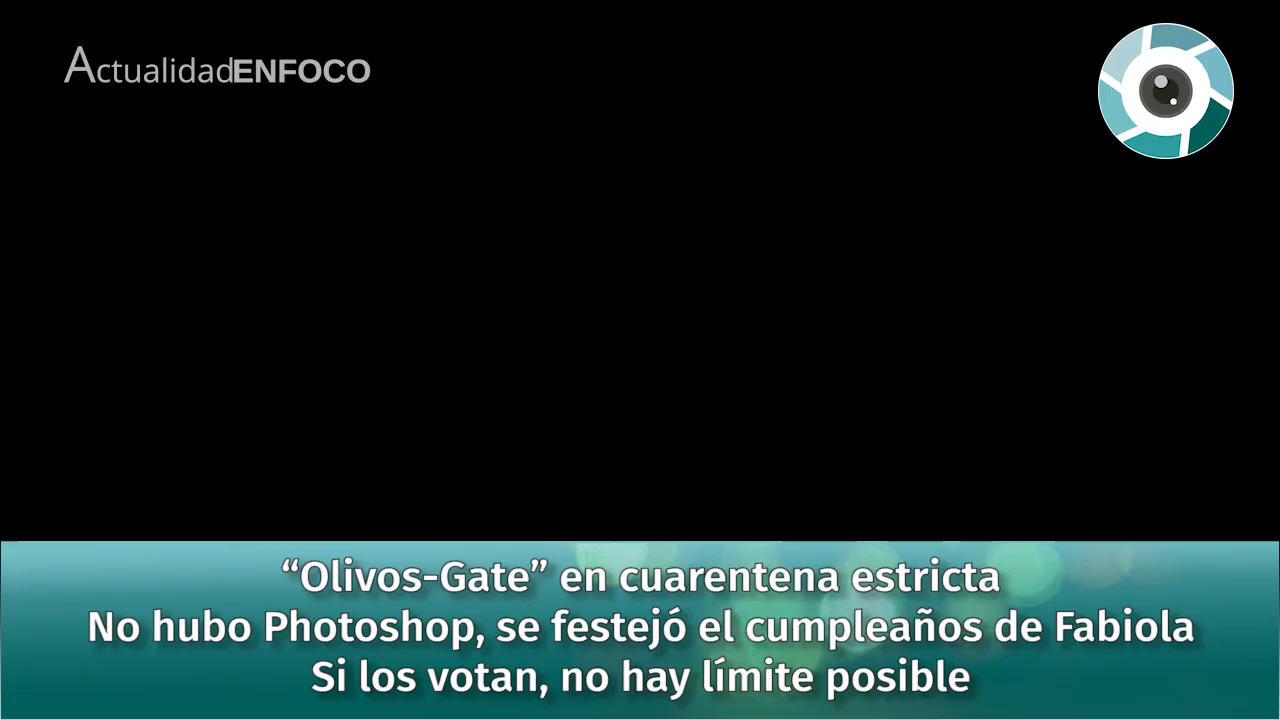 ActualidadENFOCO
“Olivos-Gate” en cuarentena estricta
No hubo Photoshop, se festejó el cumpleaños de Fabiola
Si los votan, no hay límite posible